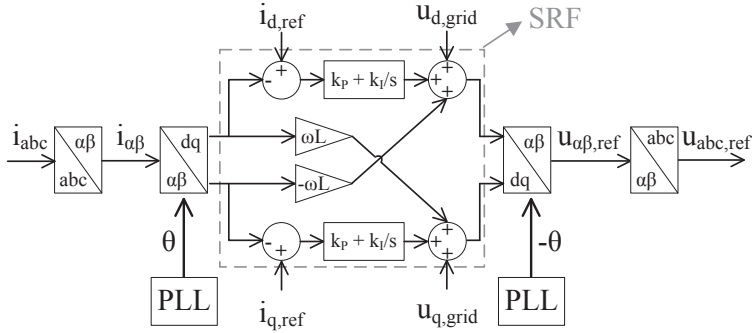 i_d,ref
u_d,grid
SRF
- +
k_P + k_I/s
+ + +
i_abc
αβ
abc
i_αβ
dq
αβ
ωL
-ωL
αβ
dq
u_αβ,ref
abc
αβ
u_abc,ref
θ
- +
k_P + k_I/s
+ + +
-θ
PLL
i_q,ref
u_q,grid
PLL